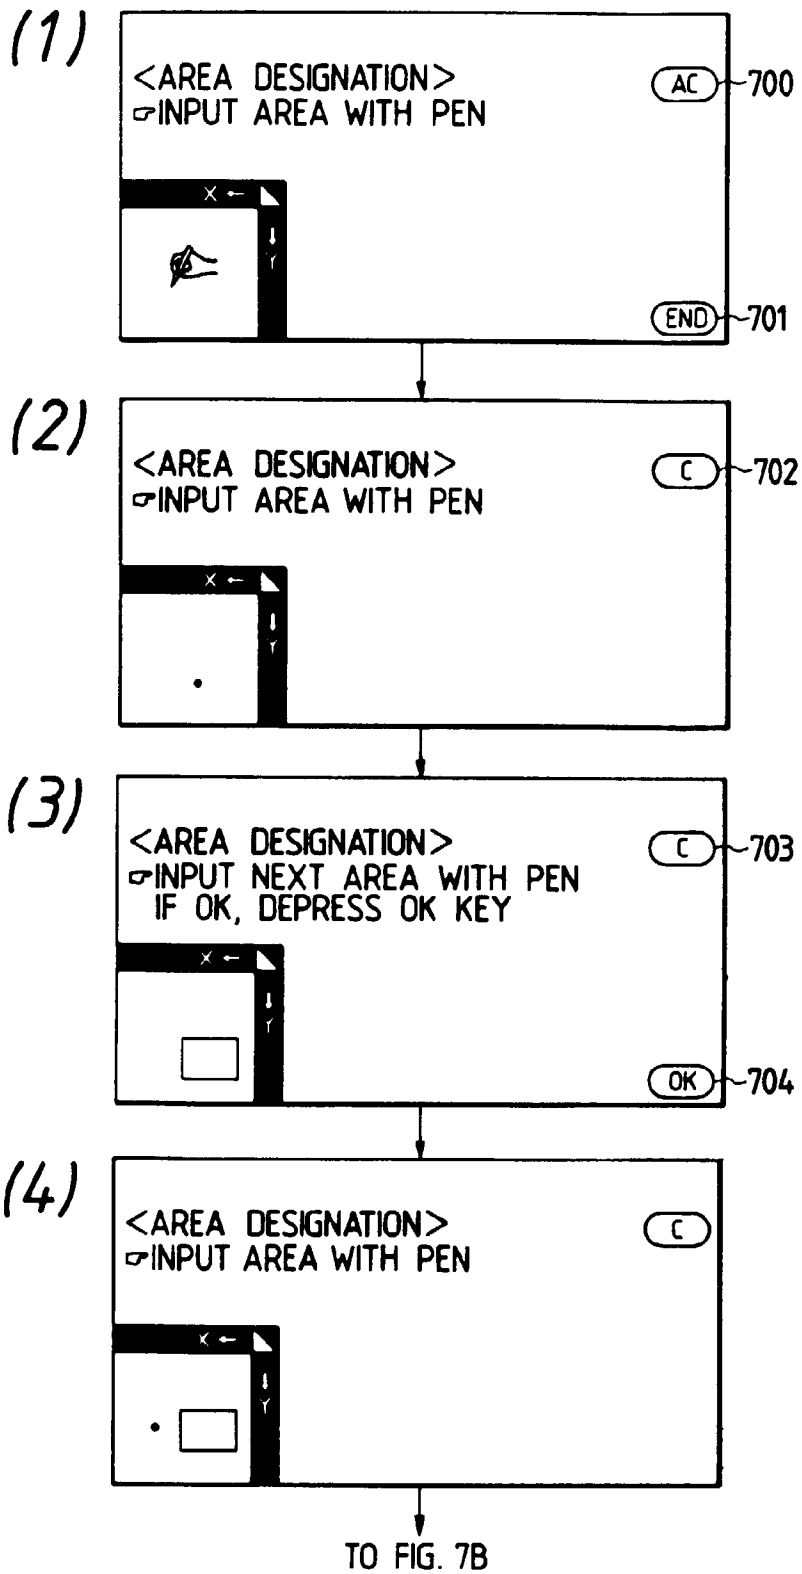 (1)
<AREA DESIGNATION>
☞INPUT AREA WITH PEN
AC 700
X ←
↓
Y
END 701
(2)
<AREA DESIGNATION>
☞INPUT AREA WITH PEN
C 702
X ←
↓
Y
(3)
<AREA DESIGNATION>
☞INPUT NEXT AREA WITH PEN
IF OK, DEPRESS OK KEY
C 703
X ←
↓
Y
OK 704
(4)
<AREA DESIGNATION>
☞INPUT AREA WITH PEN
C
X ←
↓
Y
TO FIG. 7B